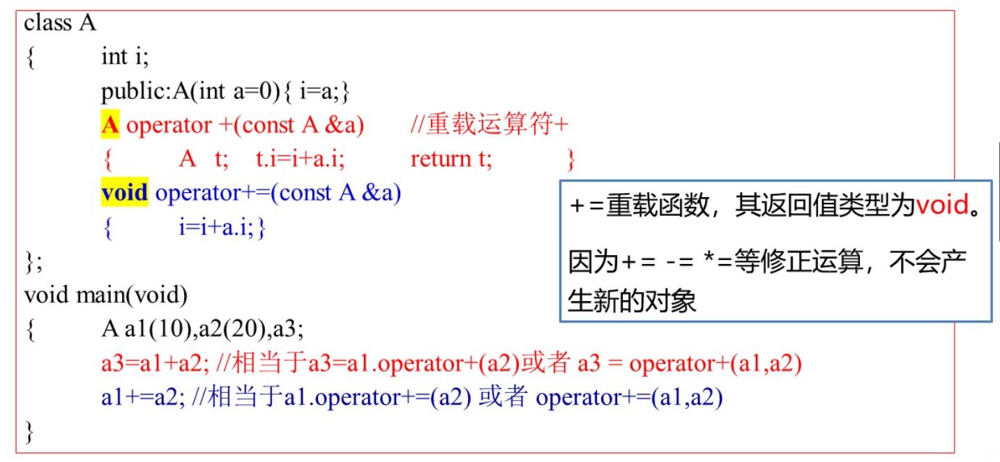 class A
{ int i;
public:A(int a=0){ i=a;}
A operator +(const A &a) //重载运算符+
{ A t; t.i=i+a.i; return t; }
void operator+=(const A &a)
{ i=i+a.i;}
};
void main(void)
{ A a1(10),a2(20),a3;
a3=a1+a2; //相当于a3=a1.operator+(a2)或者 a3 = operator+(a1,a2)
a1+=a2; //相当于a1.operator+=(a2) 或者 operator+=(a1,a2)
}
+=重载函数，其返回值类型为void。
因为+= -= *=等修正运算，不会产
生新的对象